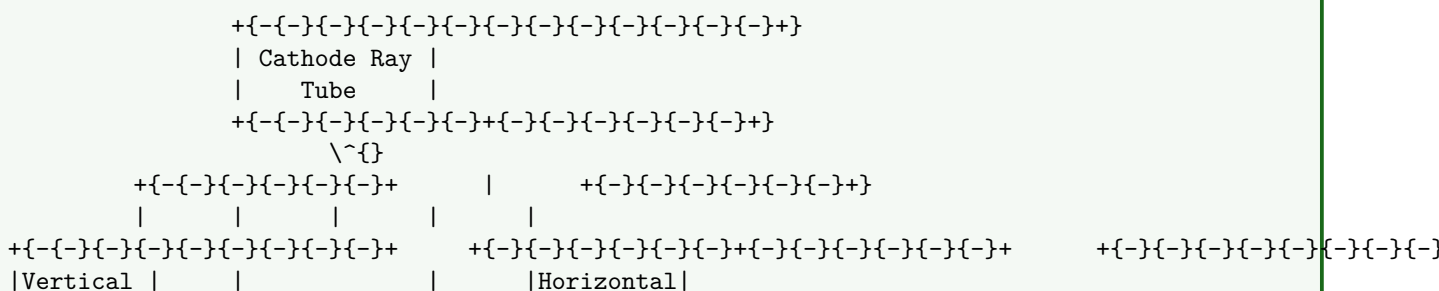 +{-{-}{-}{-}{-}{-}{-}{-}{-}{-}{-}{-}{-}+}
| Cathode Ray |
|    Tube     |
+{-{-}{-}{-}{-}{-}+{-}{-}{-}{-}{-}{-}+}
\^{}
+{-{-}{-}{-}{-}{-}+      |      +{-}{-}{-}{-}{-}{-}+}
|      |      |      |      |
+{-{-}{-}{-}{-}{-}{-}{-}{-}+     +{-}{-}{-}{-}{-}{-}+{-}{-}{-}{-}{-}{-}+      +{-}{-}{-}{-}{-}{-}{-}{-}
|Vertical |     |             |      |Horizontal|